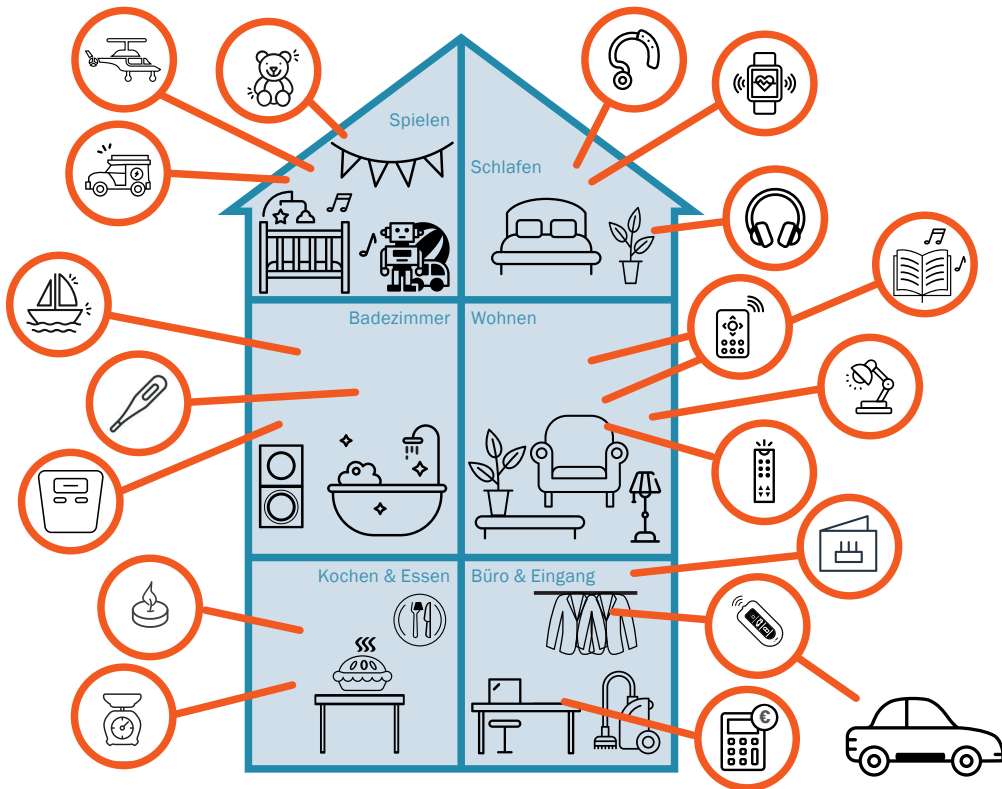 Spielen
Schlafen
Badezimmer
Wohnen
Kochen & Essen
Büro & Eingang
€